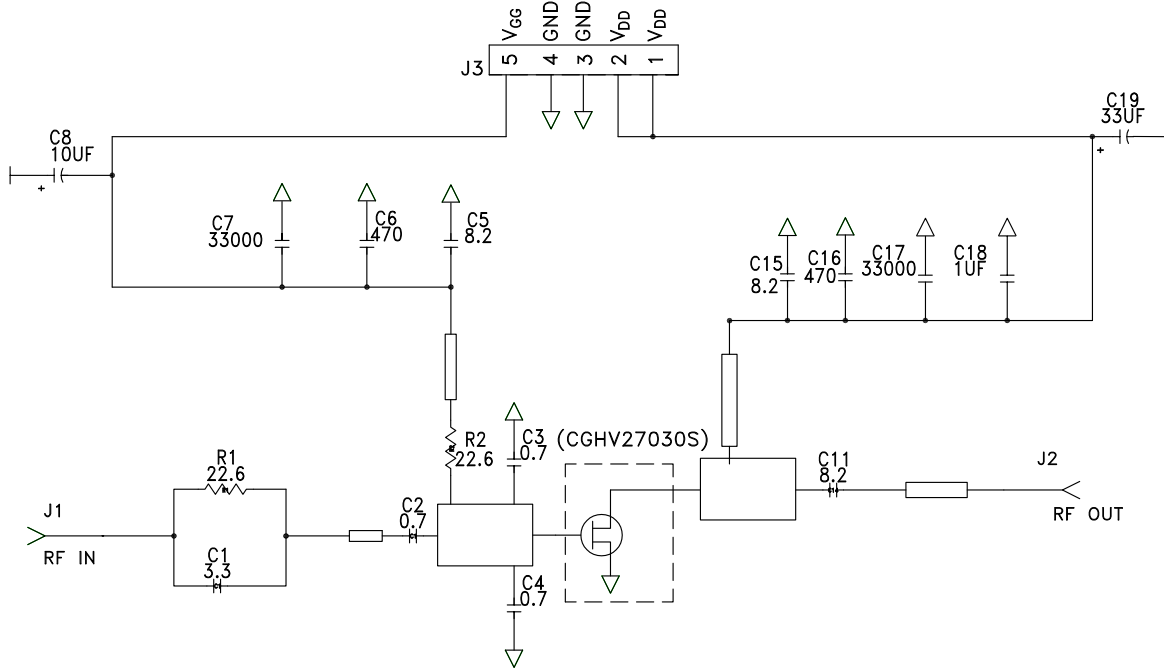 VGG
GND
GND
VDD
VDD
5
4
3
2
1
J3
C19
33UF
+
C8
10UF
+
C7
33000
C6
470
C5
8.2
C15
8.2
C16
470
C17
33000
C18
1UF
R2
22.6
C3
0.7
(CGHV27030S)
R1
22.6
C11
8.2
J2
RF OUT
J1
RF IN
C2
0.7
C1
3.3
C4
0.7